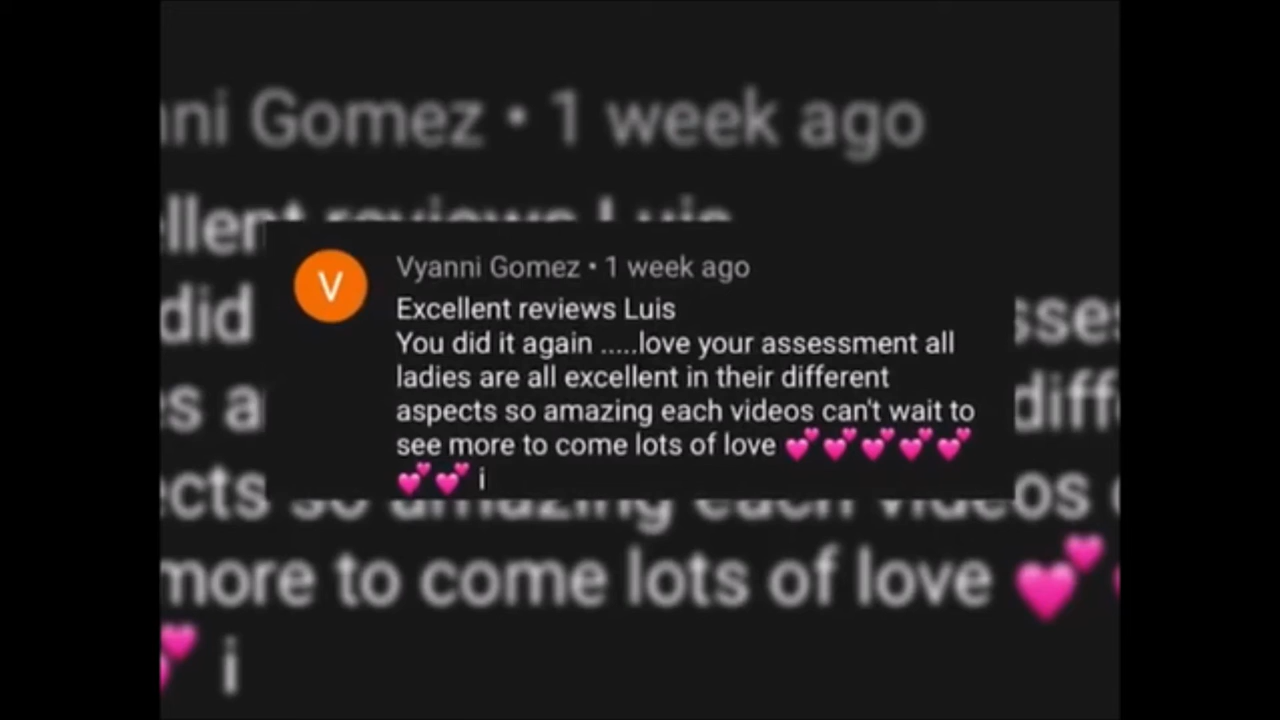 V
Vyanni Gomez • 1 week ago
Excellent reviews Luis
You did it again .....love your assessment all
ladies are all excellent in their different
aspects so amazing each videos can't wait to
see more to come lots of love 💕💕💕💕💕
💕💕 i